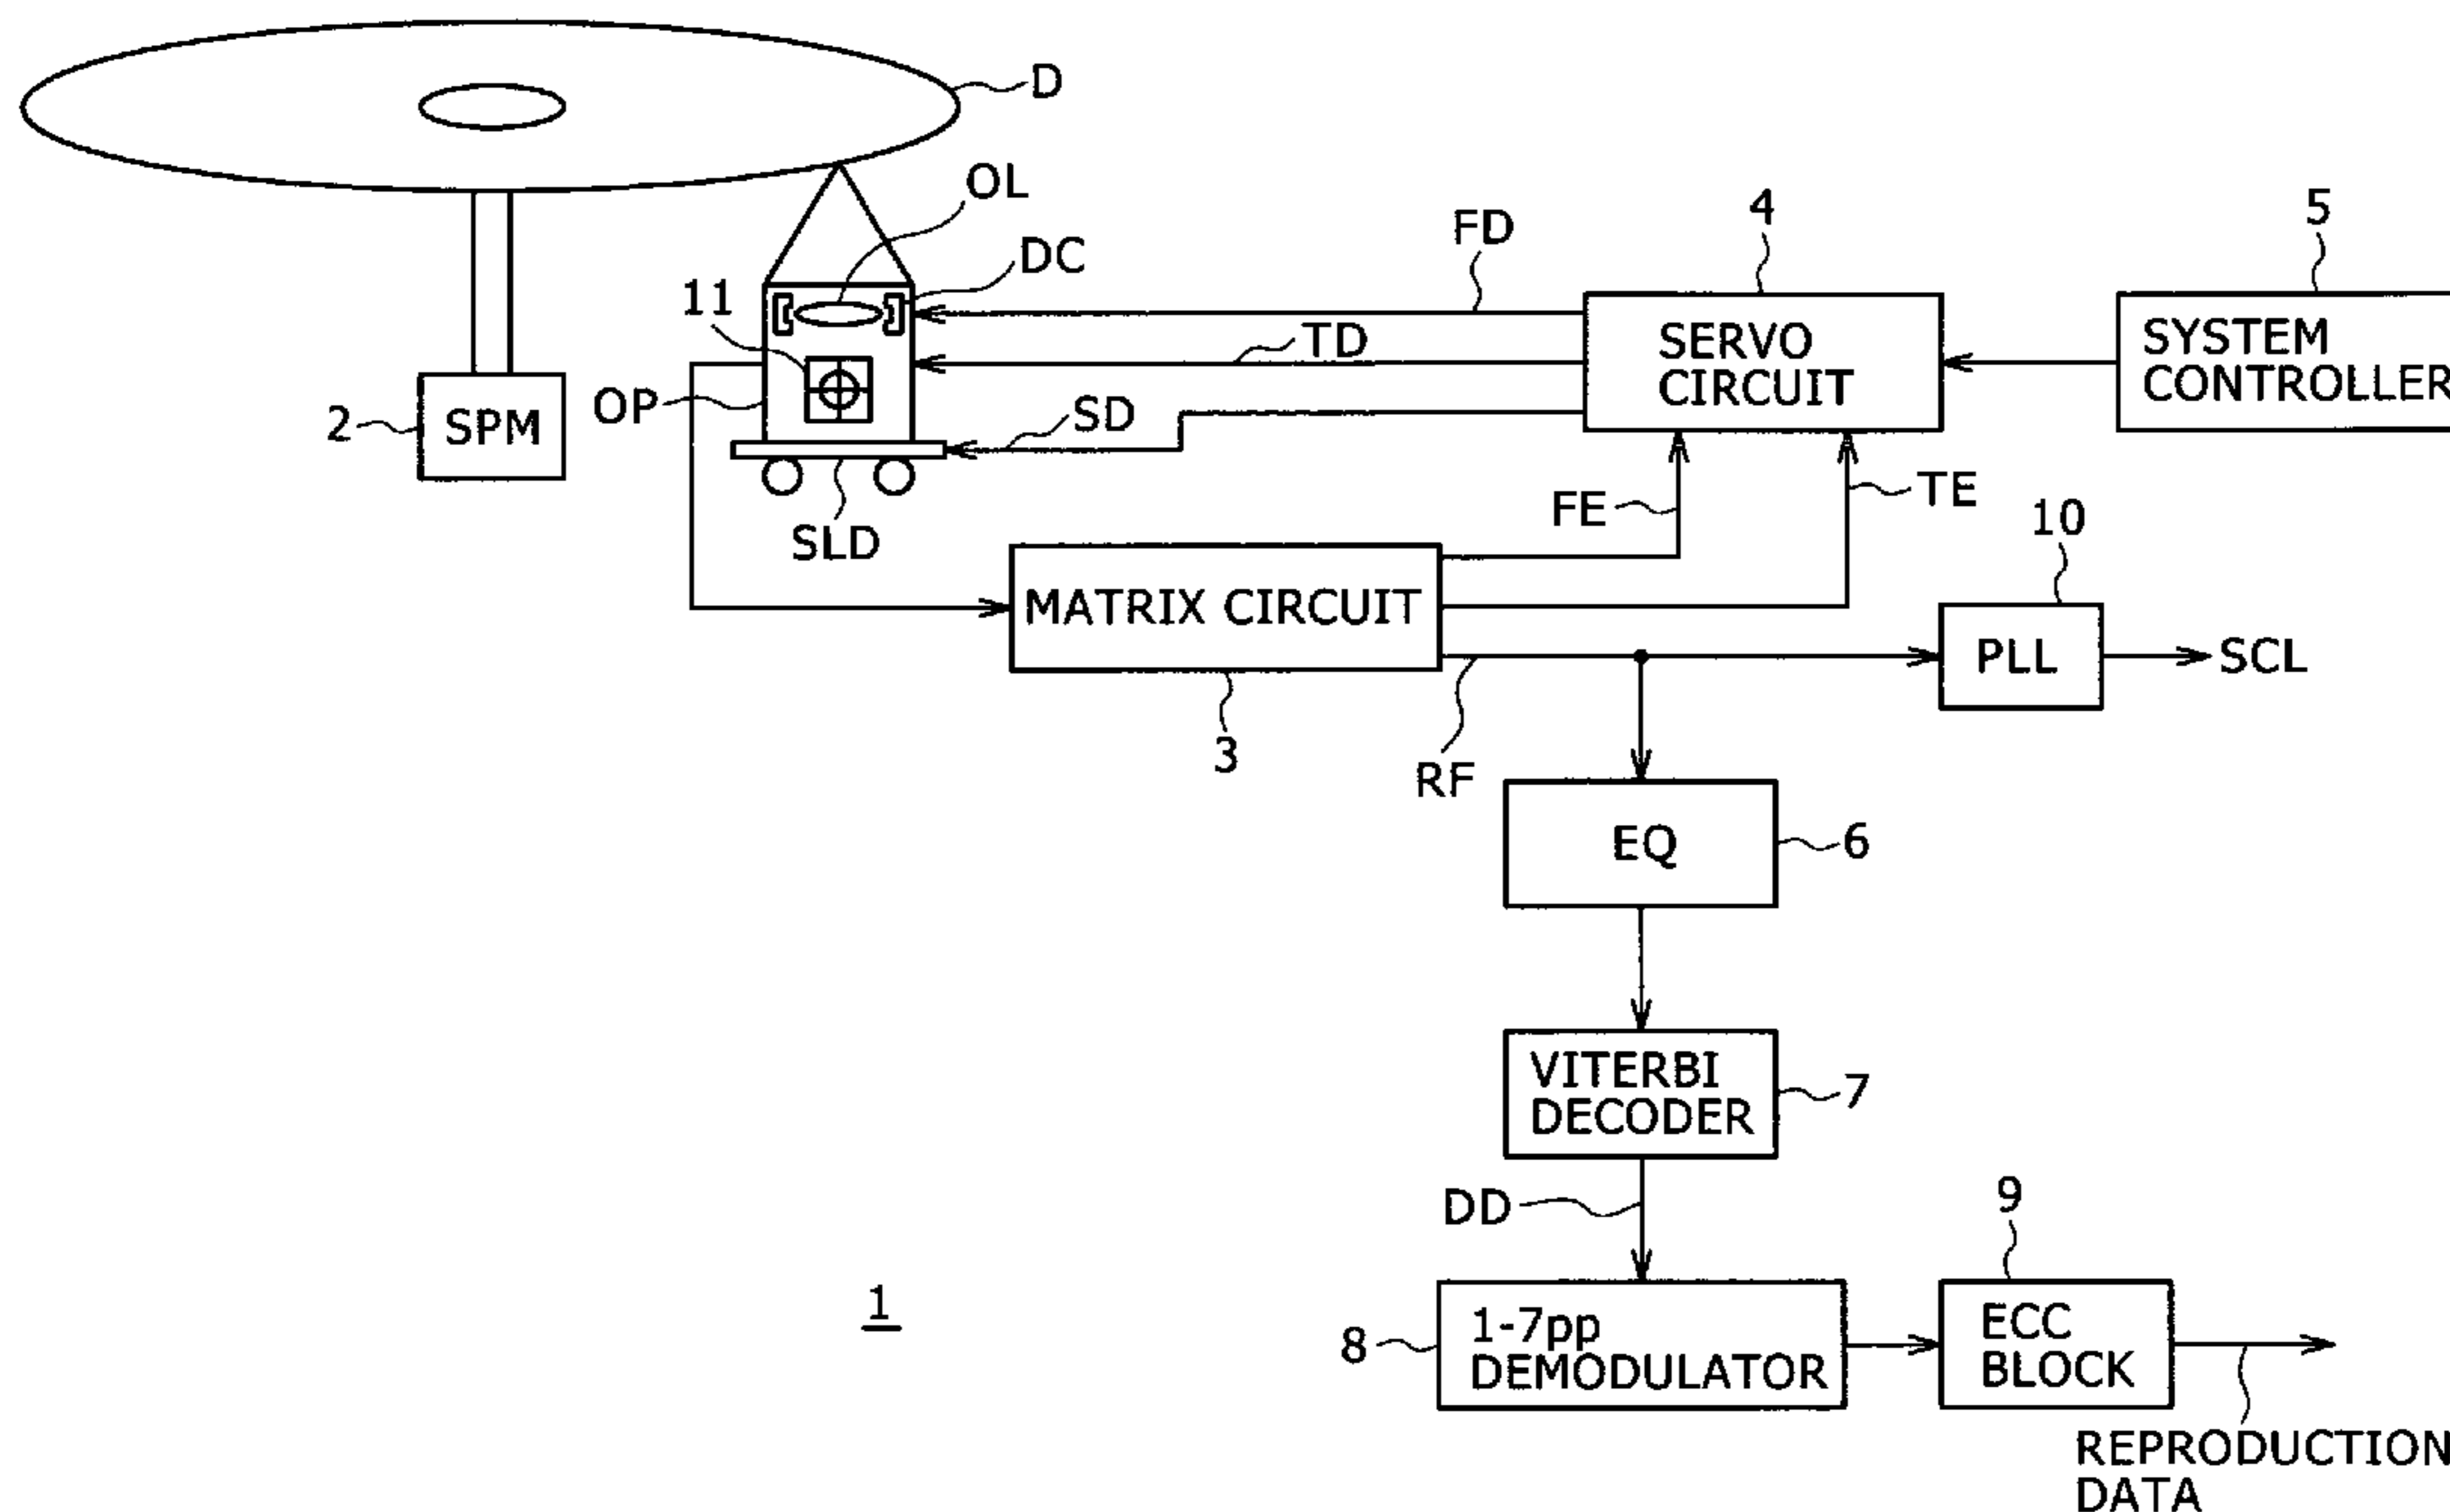 D
OL
DC
11
OP
2
SPM
SLD
FD
TD
SD
4
SERVO
CIRCUIT
5
SYSTEM
CONTROLLER
FE
TE
MATRIX CIRCUIT
3
RF
10
PLL
SCL
EQ
6
VITERBI
DECODER
7
DD
1
8
1-7pp
DEMODULATOR
9
ECC
BLOCK
REPRODUCTION
DATA